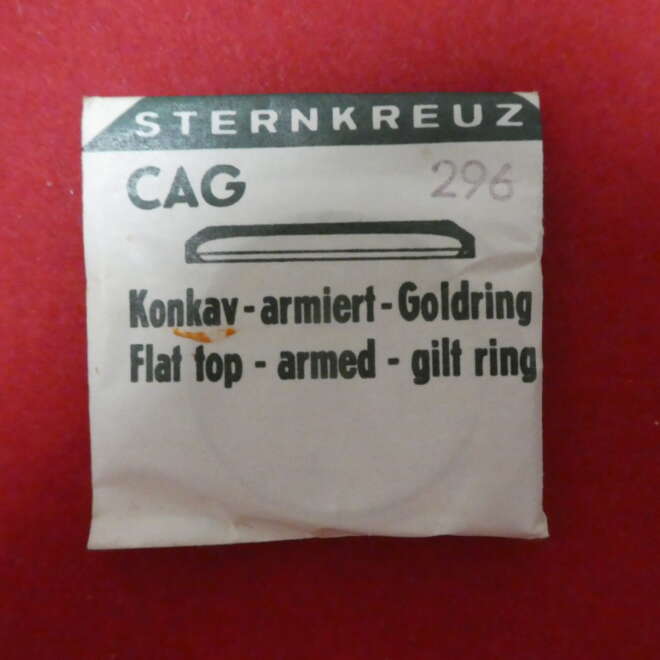 STERNKREUZ
CAG 296
Konkav - armiert - Goldring
Flat top - armed - gilt ring